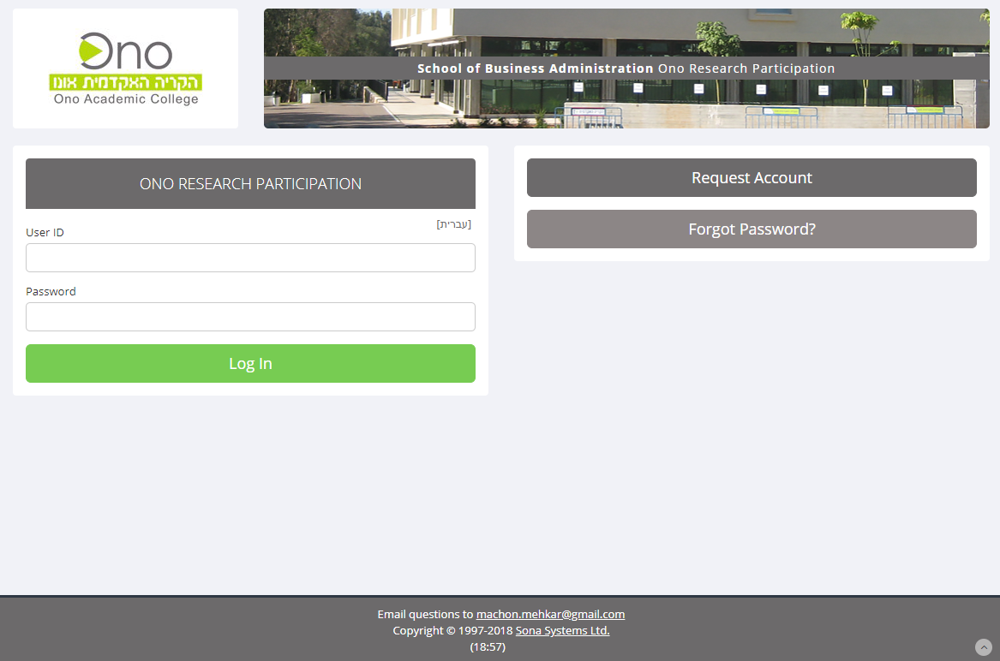 Ono
הקריה האקדמית אונו
Ono Academic College
School of Business Administration Ono Research Participation
ONO RESEARCH PARTICIPATION
[עברית]
User ID
Password
Log In
Request Account
Forgot Password?
Email questions to machon.mehkar@gmail.com
Copyright © 1997-2018 Sona Systems Ltd.
(18:57)